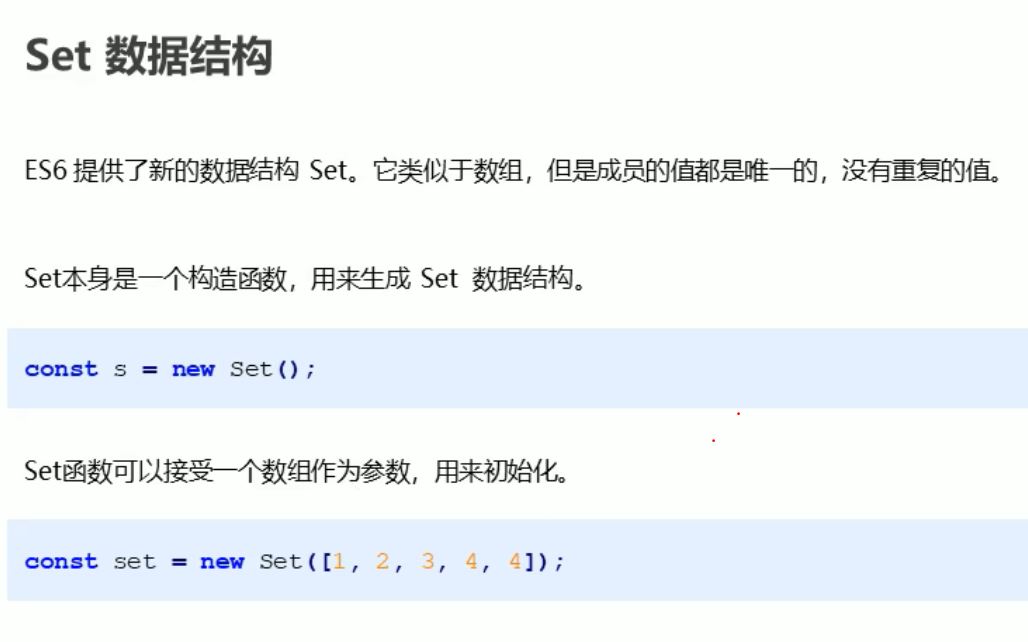 Set 数据结构
ES6 提供了新的数据结构 Set。它类似于数组，但是成员的值都是唯一的，没有重复的值。
Set本身是一个构造函数，用来生成 Set 数据结构。
const s = new Set();
Set函数可以接受一个数组作为参数，用来初始化。
const set = new Set([1, 2, 3, 4, 4]);